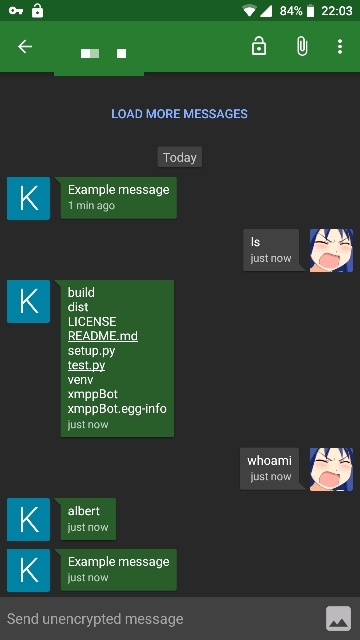 84% 22:03
LOAD MORE MESSAGES
Today
K
Example message
1 min ago
ls
just now
K
build
dist
LICENSE
README.md
setup.py
test.py
venv
xmppBot
xmppBot.egg-info
just now
whoami
just now
K
albert
just now
K
Example message
just now
Send unencrypted message